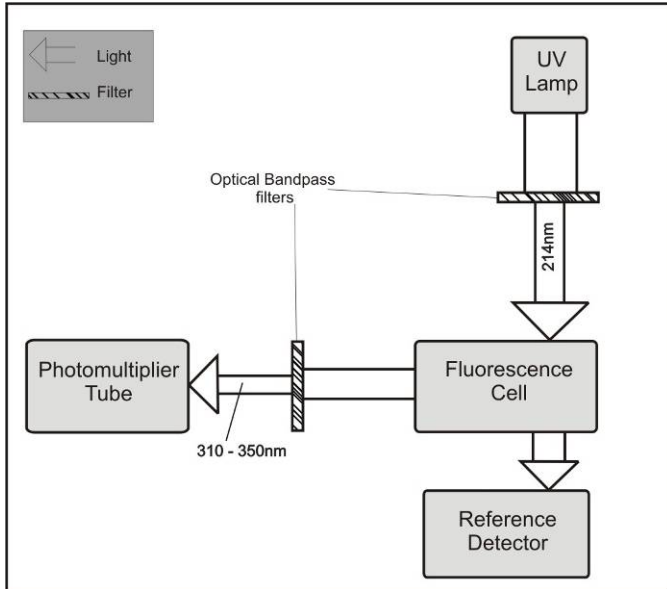 Light
Filter
UV
Lamp
Optical Bandpass
filters
214nm
Photomultiplier
Tube
Fluorescence
Cell
310 - 350nm
Reference
Detector